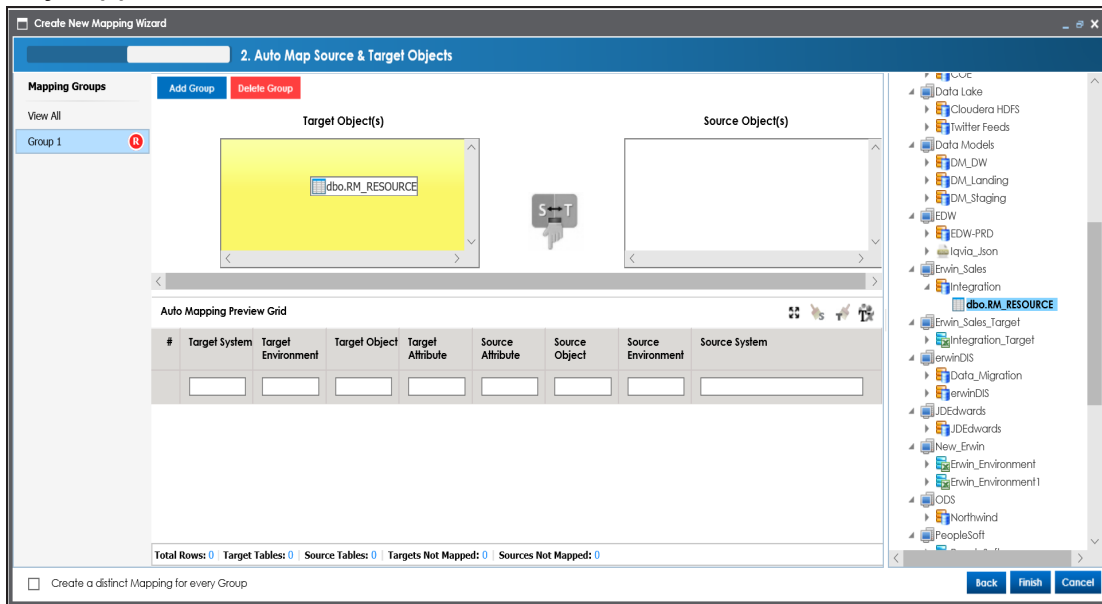 Create New Mapping Wizard
2. Auto Map Source & Target Objects
Mapping Groups
View All
Group 1
R
Add Group
Delete Group
Target Object(s)
Source Object(s)
dbo.RM_RESOURCE
S T
Auto Mapping Preview Grid
S
T
# Target System Target Environment Target Object Target Attribute Source Attribute Source Object Source Environment Source System
Total Rows: 0 Target Tables: 0 Source Tables: 0 Targets Not Mapped: 0 Sources Not Mapped: 0
COE
Data Lake
Cloudera HDFS
Twitter Feeds
Data Models
DM_DW
DM_Landing
DM_Staging
EDW
EDW-PRD
Iqvia_Json
Erwin_Sales
Integration
dbo.RM_RESOURCE
Erwin_Sales_Target
Integration_Target
erwinDIS
Data_Migration
erwinDIS
JDEdwards
JDEdwards
New_Erwin
Erwin_Environment
Erwin_Environment1
ODS
Northwind
PeopleSoft
Create a distinct Mapping for every Group
Back
Finish
Cancel